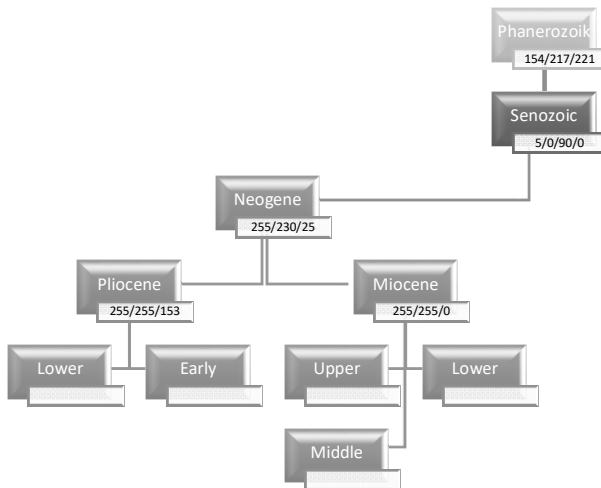 Phanerozoik
154/217/221
Senozoic
5/0/90/0
Neogene
255/230/25
Pliocene
255/255/153
Miocene
255/255/0
Lower
Early
Upper
Lower
Middle